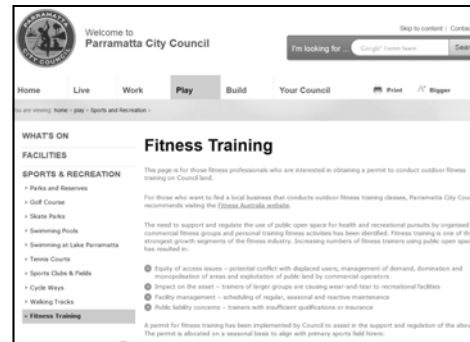 PARRAMATTA
CITY COUNCIL
Welcome to
Parramatta City Council
Skip to content | Contac
I'm looking for ...
Google™ Custom Search
Sear
Home Live Work Play Build Your Council Print A+ Bigger
You are viewing: home > play > Sports and Recreation >
WHAT'S ON
FACILITIES
SPORTS & RECREATION
> Parks and Reserves
> Golf Course
> Skate Parks
> Swimming Pools
> Swimming at Lake Parramatta
> Tennis Courts
> Sports Clubs & Fields
> Cycle Ways
> Walking Tracks
< Fitness Training
Fitness Training
This page is for those fitness professionals who are interested in obtaining a permit to conduct outdoor fitness
training on Council land.
For those who want to find a local business that conducts outdoor fitness training classes, Parramatta City Coun
recommends visiting the Fitness Australia website.
The need to support and regulate the use of public open space for health and recreational pursuits by organised
commercial fitness groups and personal training fitness activities has been identified. Fitness training is one of th
strongest growth segments of the fitness industry. Increasing numbers of fitness trainers using public open spac
has resulted in:
Equity of access issues – potential conflict with displaced users, management of demand, domination and
monopolisation of areas and exploitation of public land by commercial operators
Impact on the asset – trainers of larger groups are causing wear-and-tear to recreational facilities
Facility management – scheduling of regular, seasonal and reactive maintenance
Public liability concerns – trainers with insufficient qualifications or insurance
A permit for fitness training has been implemented by Council to assist in the support and regulation of the abov
The permit is allocated on a seasonal basis to align with primary sports field hirers: